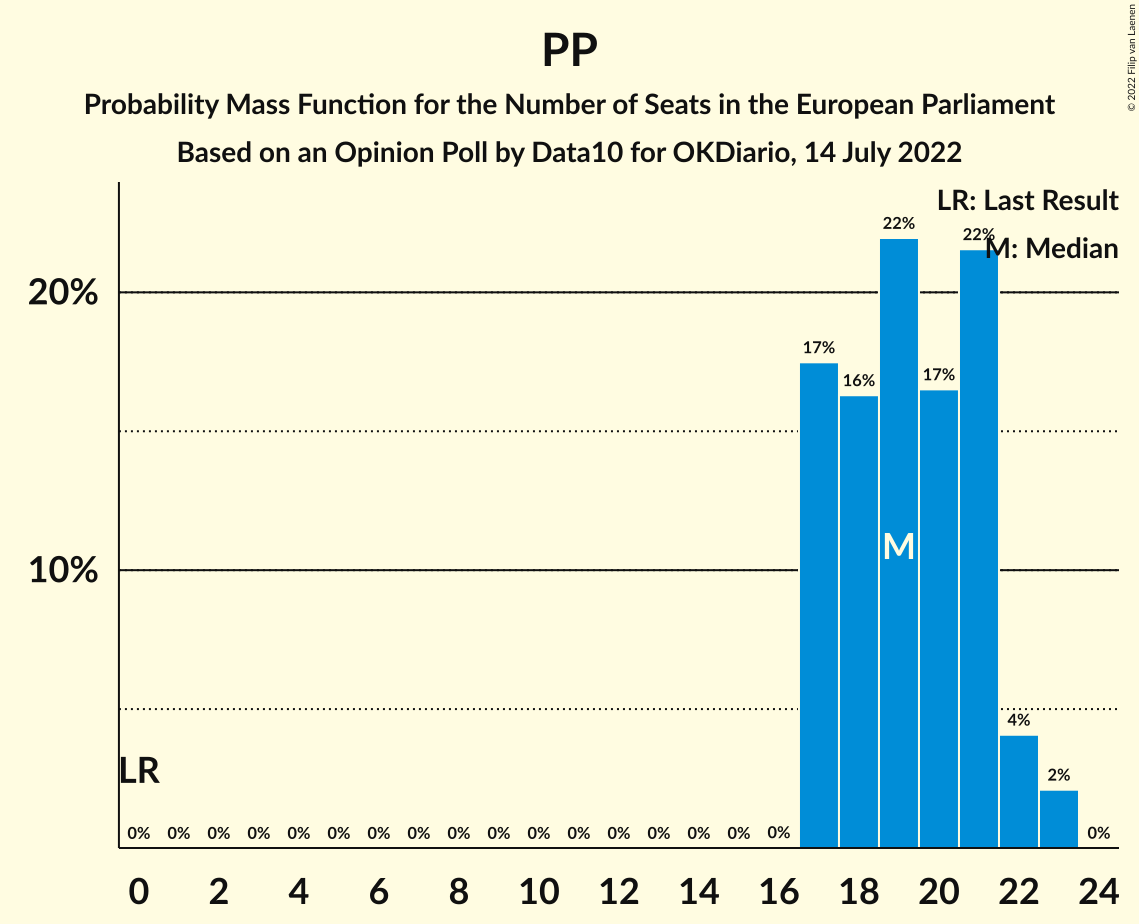 PP
Probability Mass Function for the Number of Seats in the European Parliament
Based on an Opinion Poll by Data10 for OKDiario, 14 July 2022
© 2022 Filip van Laenen
LR: Last Result
M: Median
22%
22%
20%
17%
17%
16%
M
10%
4%
LR
2%
0% 0% 0% 0% 0% 0% 0% 0% 0% 0% 0% 0% 0% 0% 0% 0% 0% 0%
0 2 4 6 8 10 12 14 16 18 20 22 24